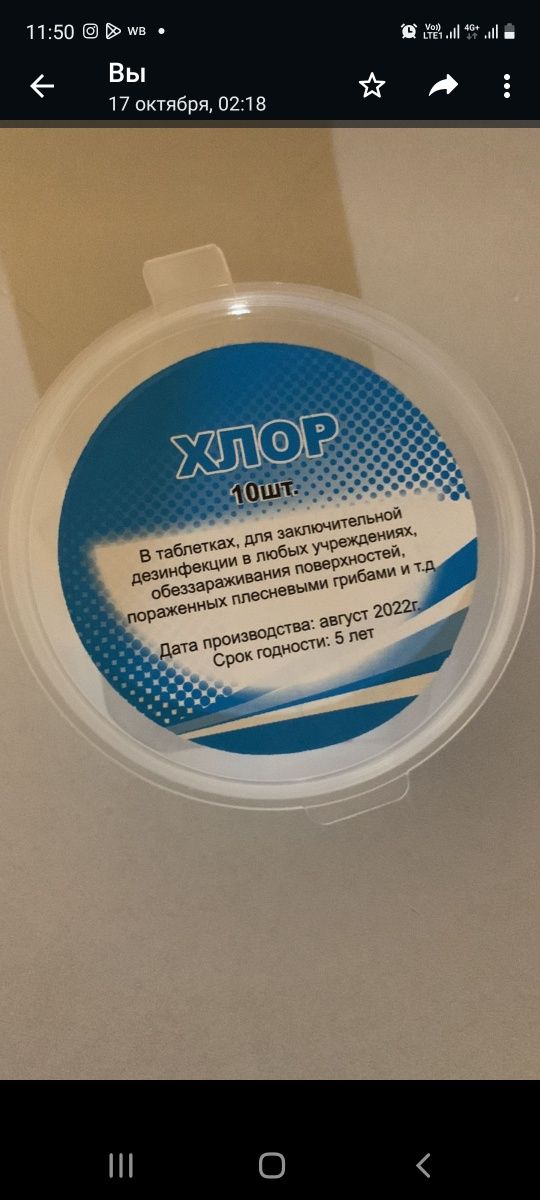 11:50 WB Vo)) LTE1 4G+
Вы
17 октября, 02:18
ХЛОР
10шт.
В таблетках, для заключительной
дезинфекции в любых учреждениях,
обеззараживания поверхностей,
пораженных плесневыми грибами и т.д
Дата производства: август 2022г.
Срок годности: 5 лет